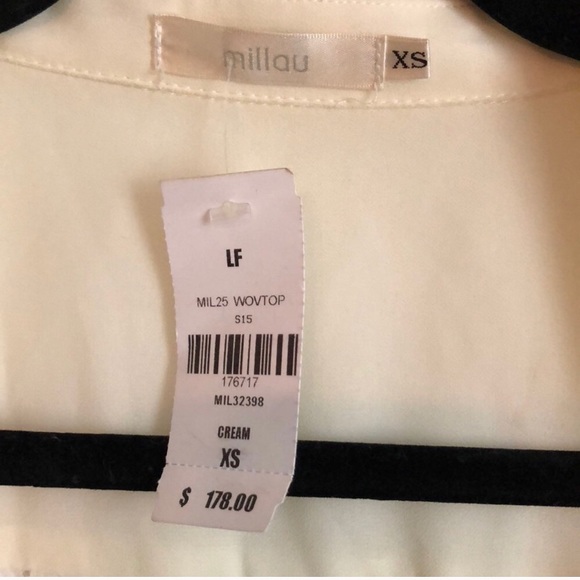 millau
XS
LF
MIL25 WOVTOP
S15
176717
MIL32398
CREAM
XS
$ 178.00